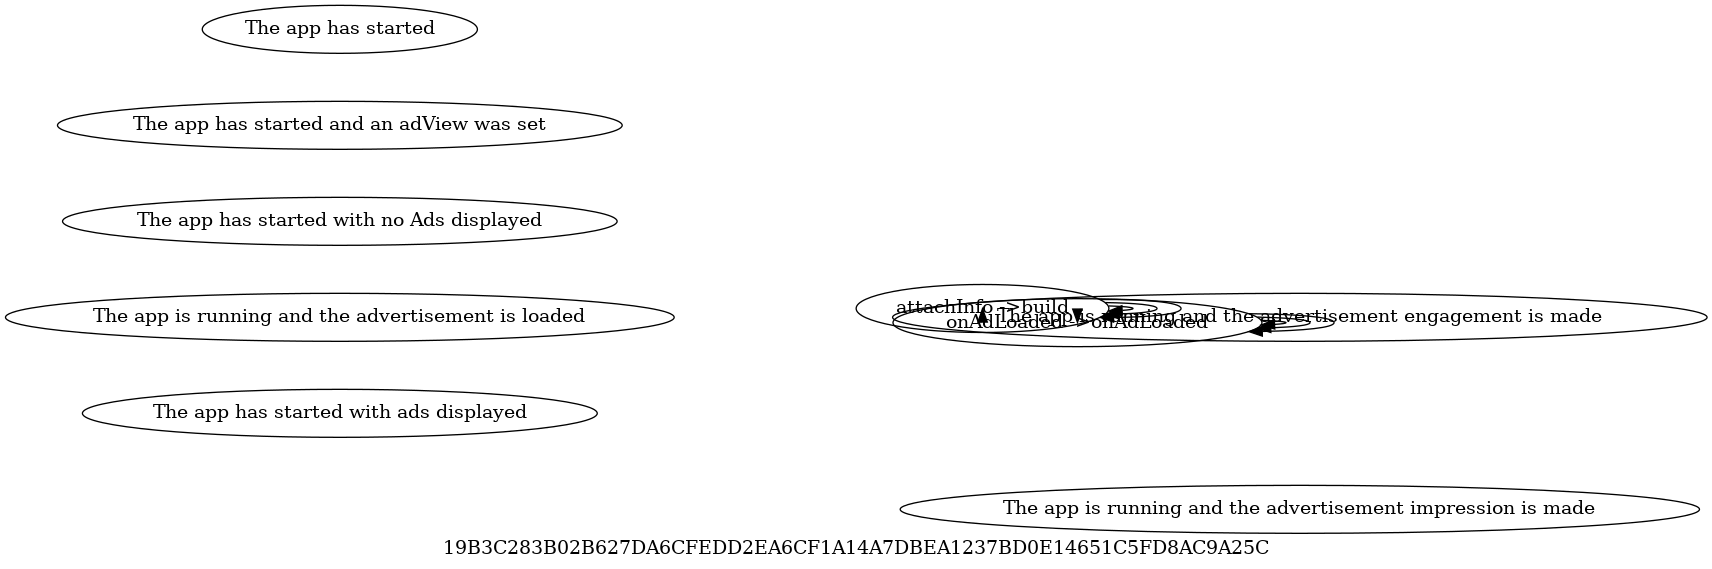 The app has started
The app has started and an adView was set
The app has started with no Ads displayed
attachInfo->build
The app is running and the advertisement is loaded
The app is running and the advertisement engagement is made
onAdLoaded->onAdLoaded
The app has started with ads displayed
The app is running and the advertisement impression is made
19B3C283B02B627DA6CFEDD2EA6CF1A14A7DBEA1237BD0E14651C5FD8AC9A25C